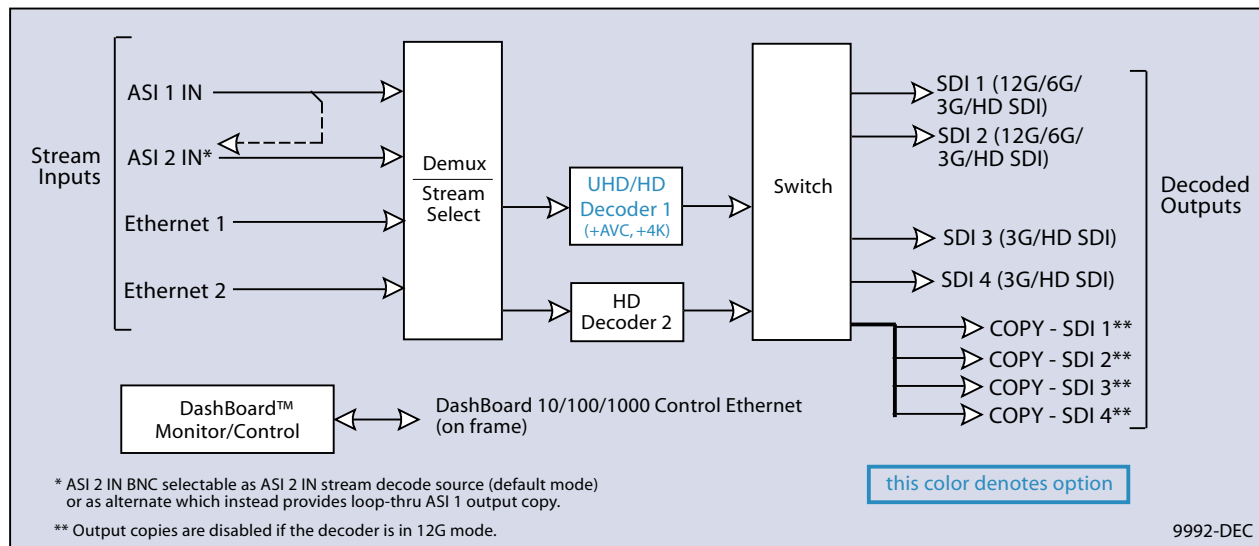 Stream
Inputs
ASI 1 IN
ASI 2 IN*
Ethernet 1
Ethernet 2
Demux
Stream
Select
UHD/HD
Decoder 1
(+AVC, +4K)
HD
Decoder 2
Switch
SDI 1 (12G/6G/
3G/HD SDI)
SDI 2 (12G/6G/
3G/HD SDI)
SDI 3 (3G/HD SDI)
SDI 4 (3G/HD SDI)
COPY - SDI 1**
COPY - SDI 2**
COPY - SDI 3**
COPY - SDI 4**
Decoded
Outputs
DashBoard™
Monitor/Control
DashBoard 10/100/1000 Control Ethernet
(on frame)
* ASI 2 IN BNC selectable as ASI 2 IN stream decode source (default mode)
or as alternate which instead provides loop-thru ASI 1 output copy.
** Output copies are disabled if the decoder is in 12G mode.
this color denotes option
9992-DEC